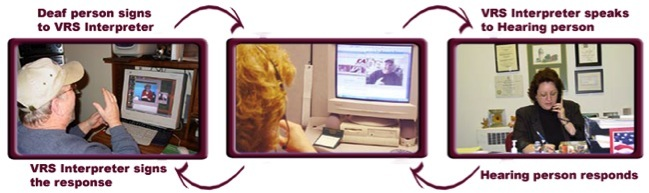 Deaf person signs
to VRS Interpreter
VRS Interpreter speaks
to Hearing person
VRS Interpreter signs
the response
Hearing person responds